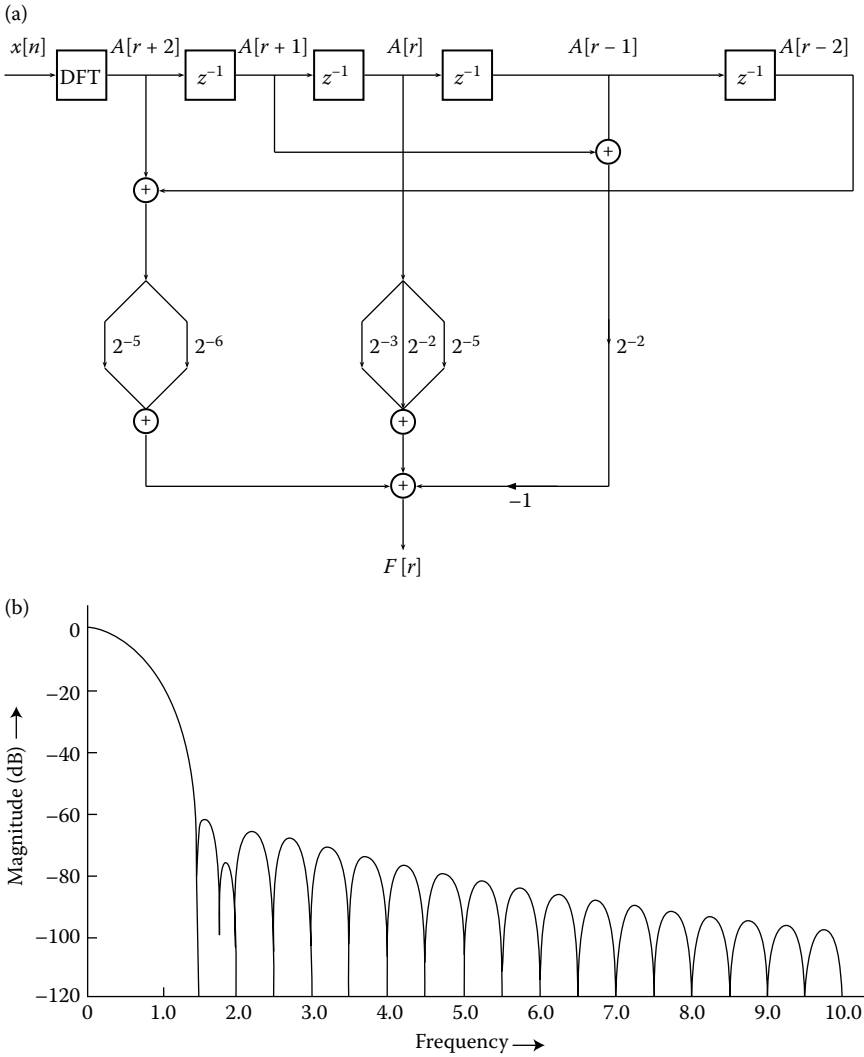 (a)
x[n] A[r + 2] A[r + 1] A[r] A[r − 1] A[r − 2]
DFT z⁻¹ z⁻¹ z⁻¹ z⁻¹
+
+
2⁻⁵ 2⁻⁶ 2⁻³ 2⁻² 2⁻⁵ 2⁻²
+ +
+
−1
F [r]
(b)
0
−20
−40
−60
−80
−100
−120
Magnitude (dB)
0 1.0 2.0 3.0 4.0 5.0 6.0 7.0 8.0 9.0 10.0
Frequency